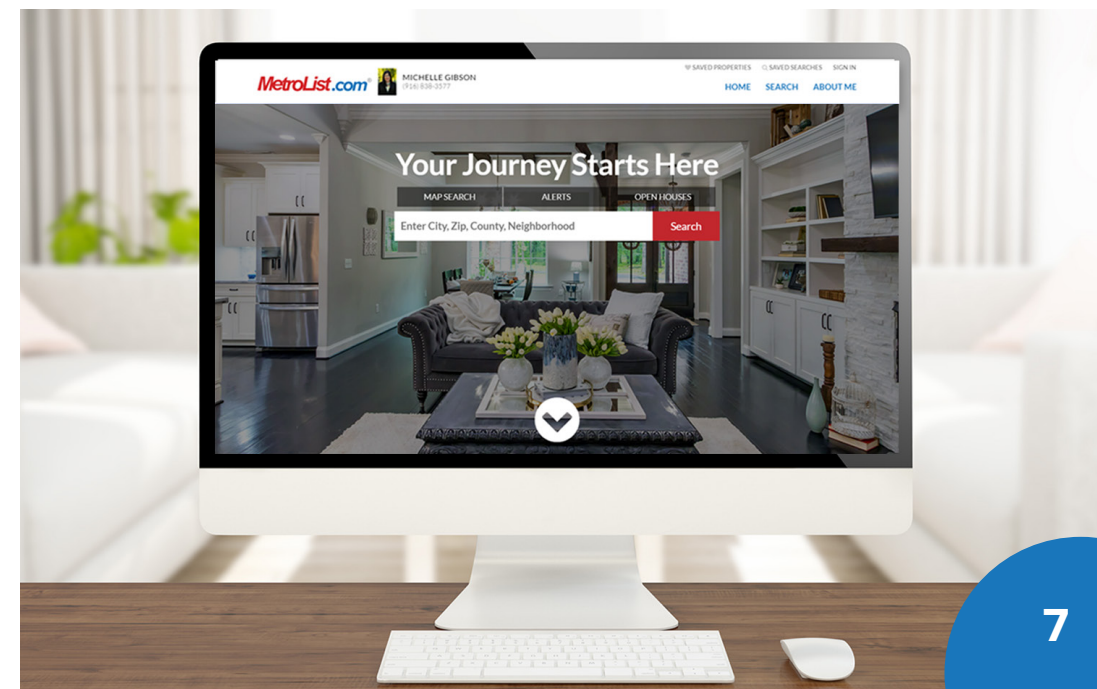 SAVED PROPERTIES SAVED SEARCHES SIGN IN
MetroList.com® MICHELLE GIBSON
(916) 838-3577
HOME SEARCH ABOUT ME
Your Journey Starts Here
MAP SEARCH ALERTS OPEN HOUSES
Enter City, Zip, County, Neighborhood Search
7